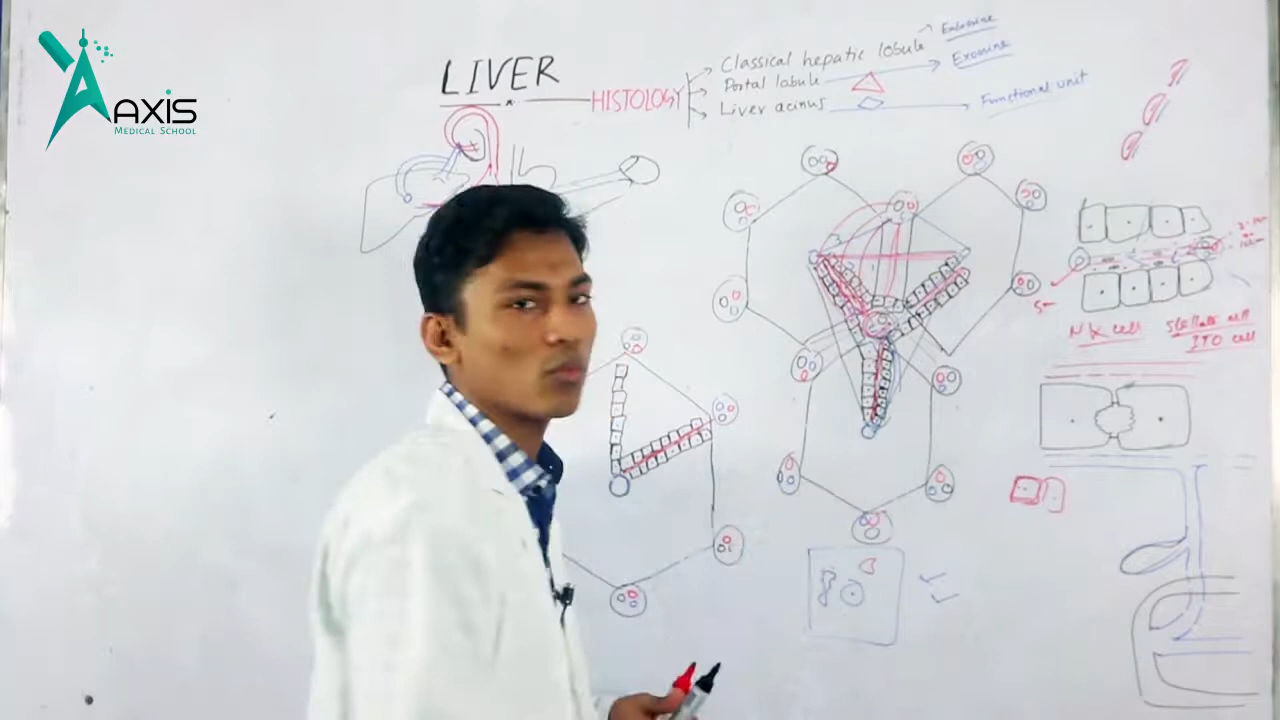 AXIS
MEDICAL SCHOOL
LIVER
HISTOLOGY
Classical hepatic lobule → Endocrine
Portal lobule → Exocrine
Liver acinus → Functional unit
NK cell
Stellate cell
ITO cell